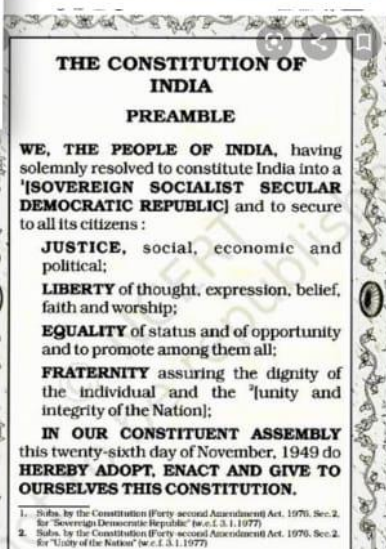 THE CONSTITUTION OF
INDIA
PREAMBLE
WE, THE PEOPLE OF INDIA, having
solemnly resolved to constitute India into a
¹[SOVEREIGN SOCIALIST SECULAR
DEMOCRATIC REPUBLIC] and to secure
to all its citizens :
JUSTICE, social, economic and
political;
LIBERTY of thought, expression, belief,
faith and worship;
EQUALITY of status and of opportunity
and to promote among them all;
FRATERNITY assuring the dignity of
the individual and the ²[unity and
integrity of the Nation];
IN OUR CONSTITUENT ASSEMBLY
this twenty-sixth day of November, 1949 do
HEREBY ADOPT, ENACT AND GIVE TO
OURSELVES THIS CONSTITUTION.
1. Subs. by the Constitution (Forty-second Amendment) Act, 1976, Sec.2,
for "Sovereign Democratic Republic" (w.e.f. 3.1.1977)
2. Subs. by the Constitution (Forty-second Amendment) Act, 1976, Sec.2,
for "Unity of the Nation" (w.e.f. 3.1.1977)